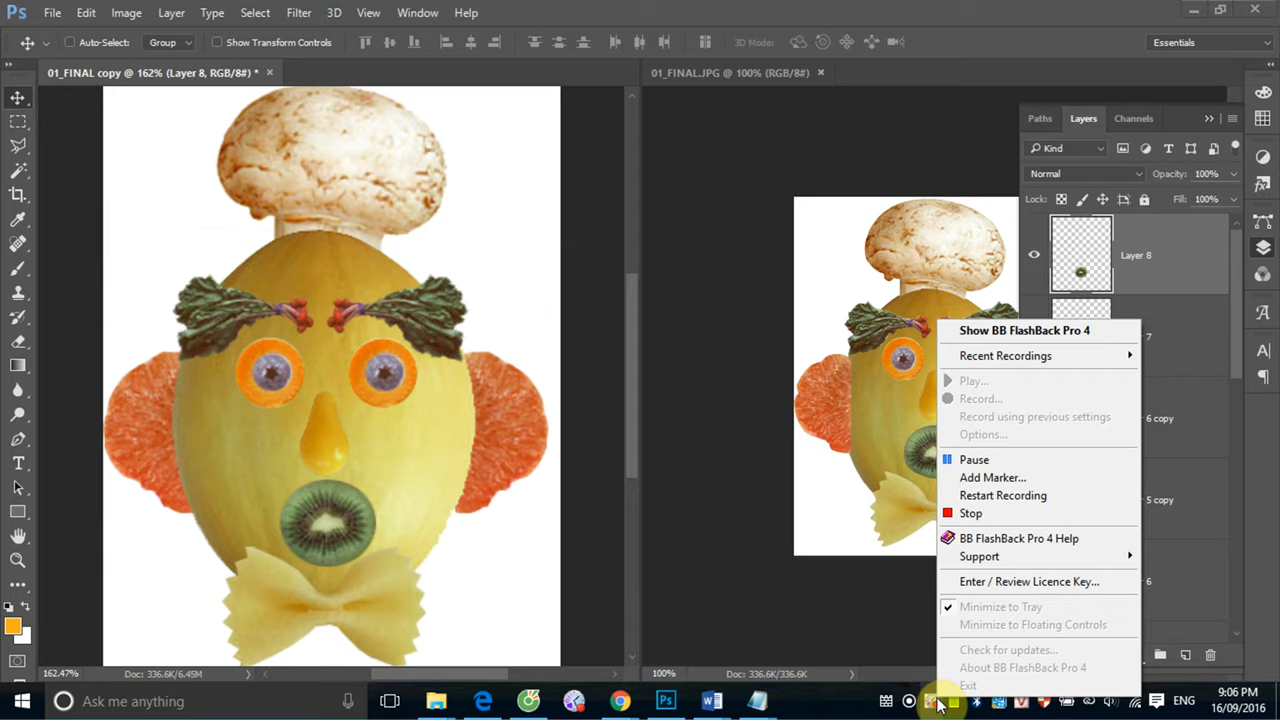 Ps File Edit Image Layer Type Select Filter 3D View Window Help
Auto-Select: Group Show Transform Controls 3D Mode: Essentials
01_FINAL copy @ 162% (Layer 8, RGB/8#) * 01_FINAL.JPG @ 100% (RGB/8#)
Paths Layers Channels
Kind
Normal Opacity: 100%
Lock: Fill: 100%
Layer 8
7
6 copy
5 copy
6
Show BB FlashBack Pro 4
Recent Recordings
Play...
Record...
Record using previous settings
Options...
Pause
Add Marker...
Restart Recording
Stop
BB FlashBack Pro 4 Help
Support
Enter / Review Licence Key...
Minimize to Tray
Minimize to Floating Controls
Check for updates...
About BB FlashBack Pro 4
Exit
162.47% Doc: 336.6K/6.45M 100% Doc: 336.6K/336.6K
Ask me anything
ENG
9:06 PM
16/09/2016